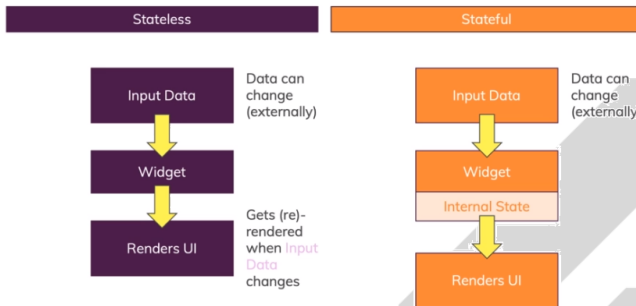 Stateless
Input Data
Data can
change
(externally)
Widget
Renders UI
Gets (re)-
rendered
when Input
Data
changes
Stateful
Input Data
Data can
change
(externally)
Widget
Internal State
Renders UI